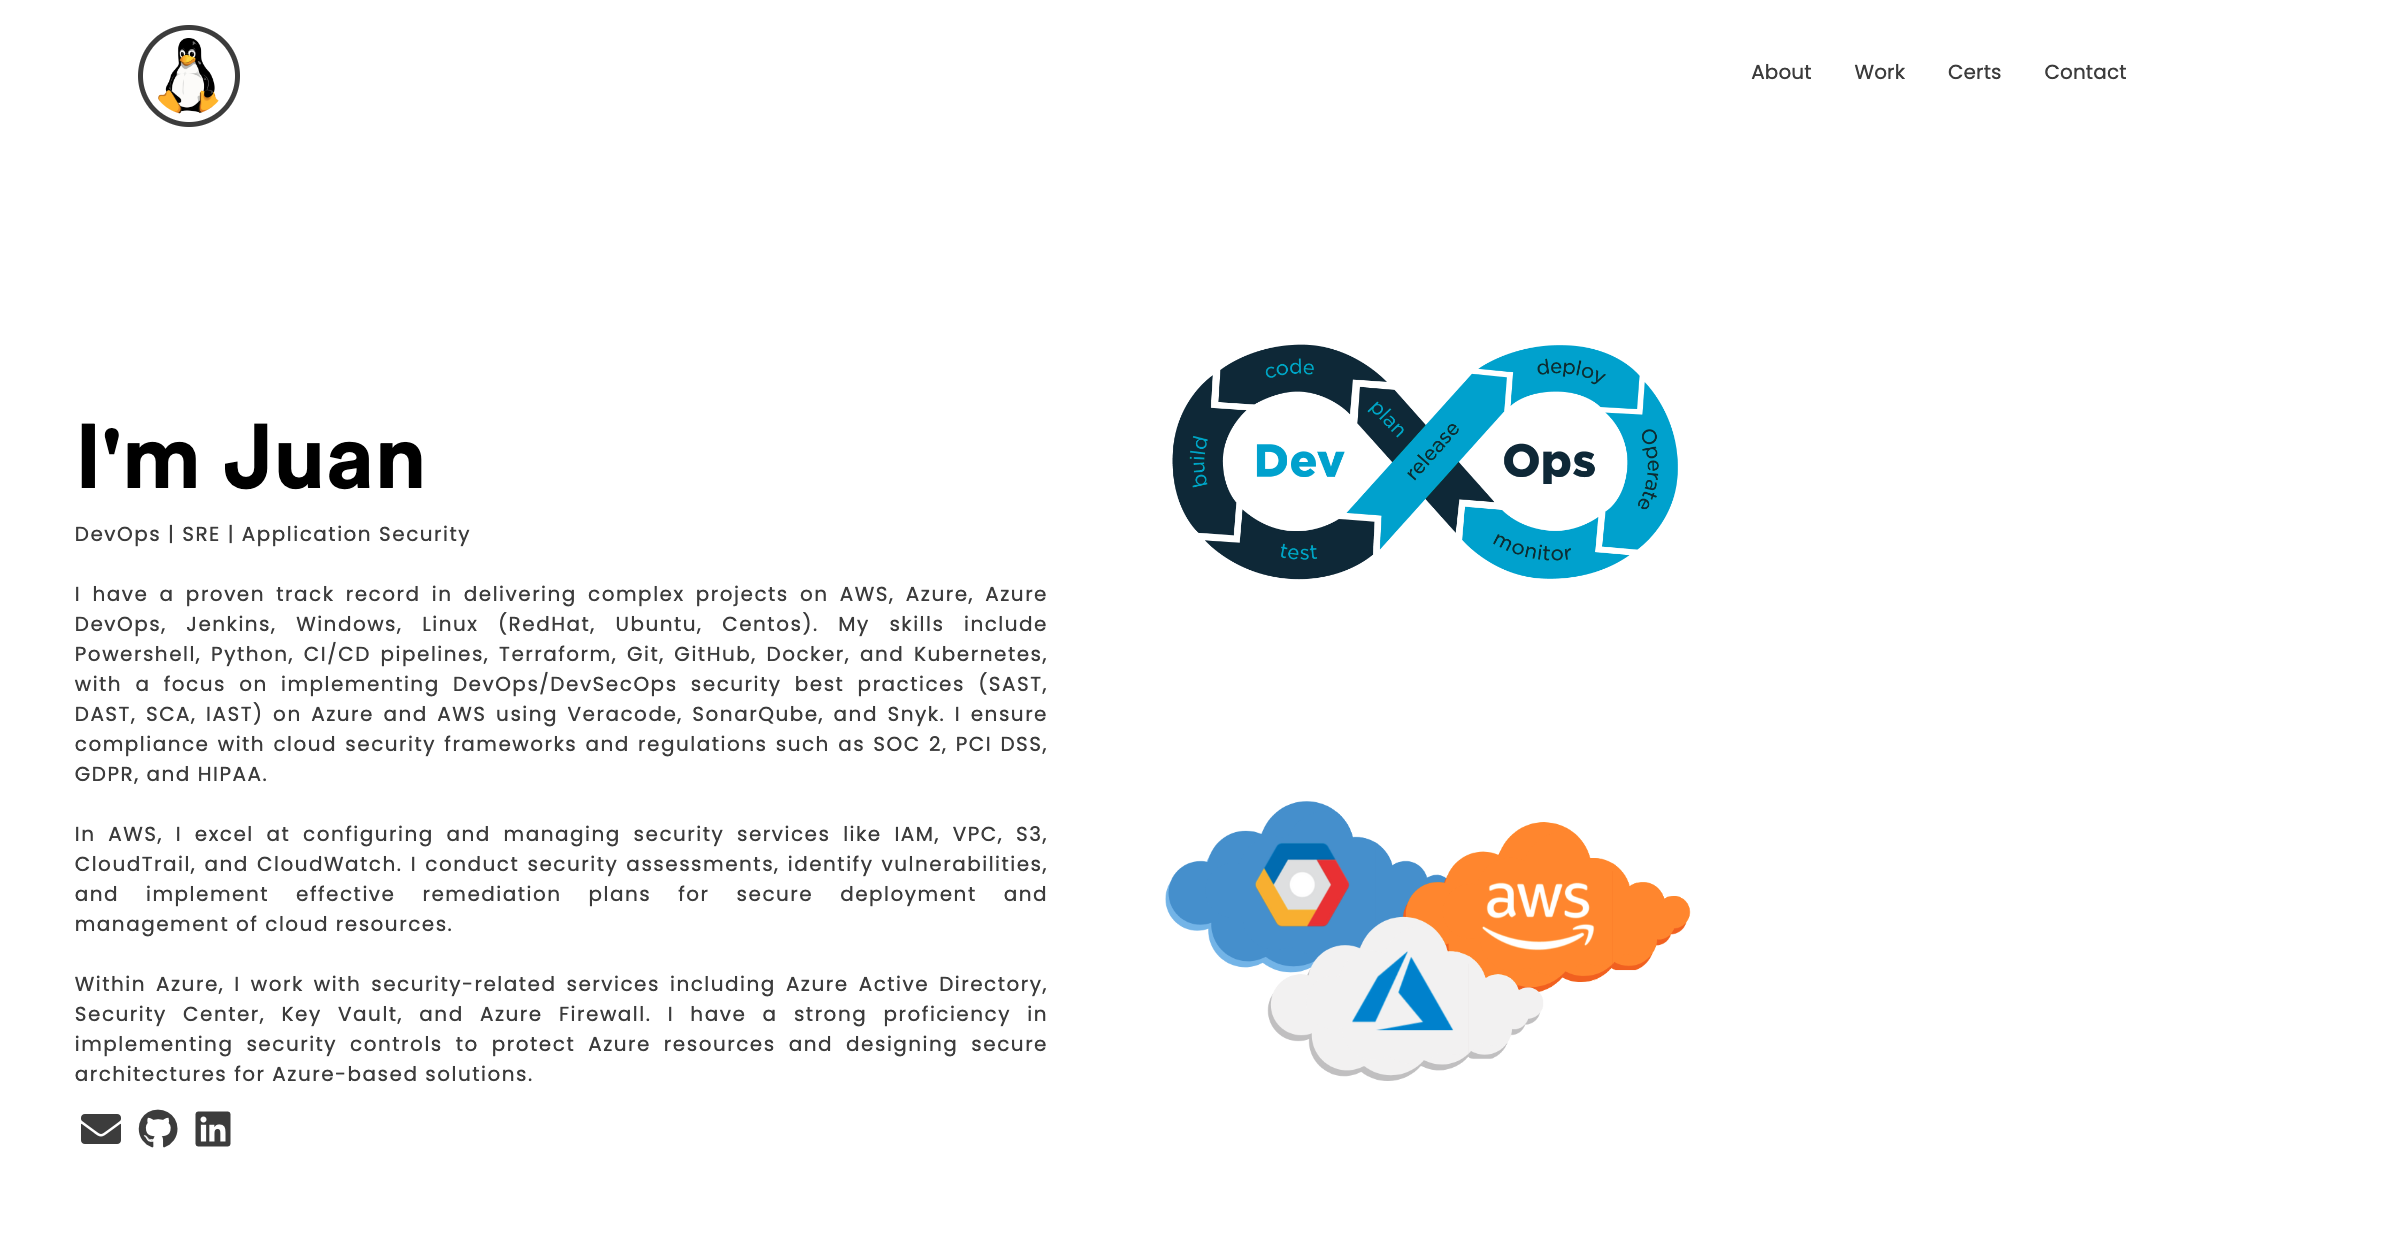 About Work Certs Contact
I'm Juan
DevOps | SRE | Application Security
I have a proven track record in delivering complex projects on AWS, Azure, Azure
DevOps, Jenkins, Windows, Linux (RedHat, Ubuntu, Centos). My skills include
Powershell, Python, CI/CD pipelines, Terraform, Git, GitHub, Docker, and Kubernetes,
with a focus on implementing DevOps/DevSecOps security best practices (SAST,
DAST, SCA, IAST) on Azure and AWS using Veracode, SonarQube, and Snyk. I ensure
compliance with cloud security frameworks and regulations such as SOC 2, PCI DSS,
GDPR, and HIPAA.
In AWS, I excel at configuring and managing security services like IAM, VPC, S3,
CloudTrail, and CloudWatch. I conduct security assessments, identify vulnerabilities,
and implement effective remediation plans for secure deployment and
management of cloud resources.
Within Azure, I work with security-related services including Azure Active Directory,
Security Center, Key Vault, and Azure Firewall. I have a strong proficiency in
implementing security controls to protect Azure resources and designing secure
architectures for Azure-based solutions.
in
code
plan
build
Dev
test
release
deploy
Ops
Operate
monitor
aws